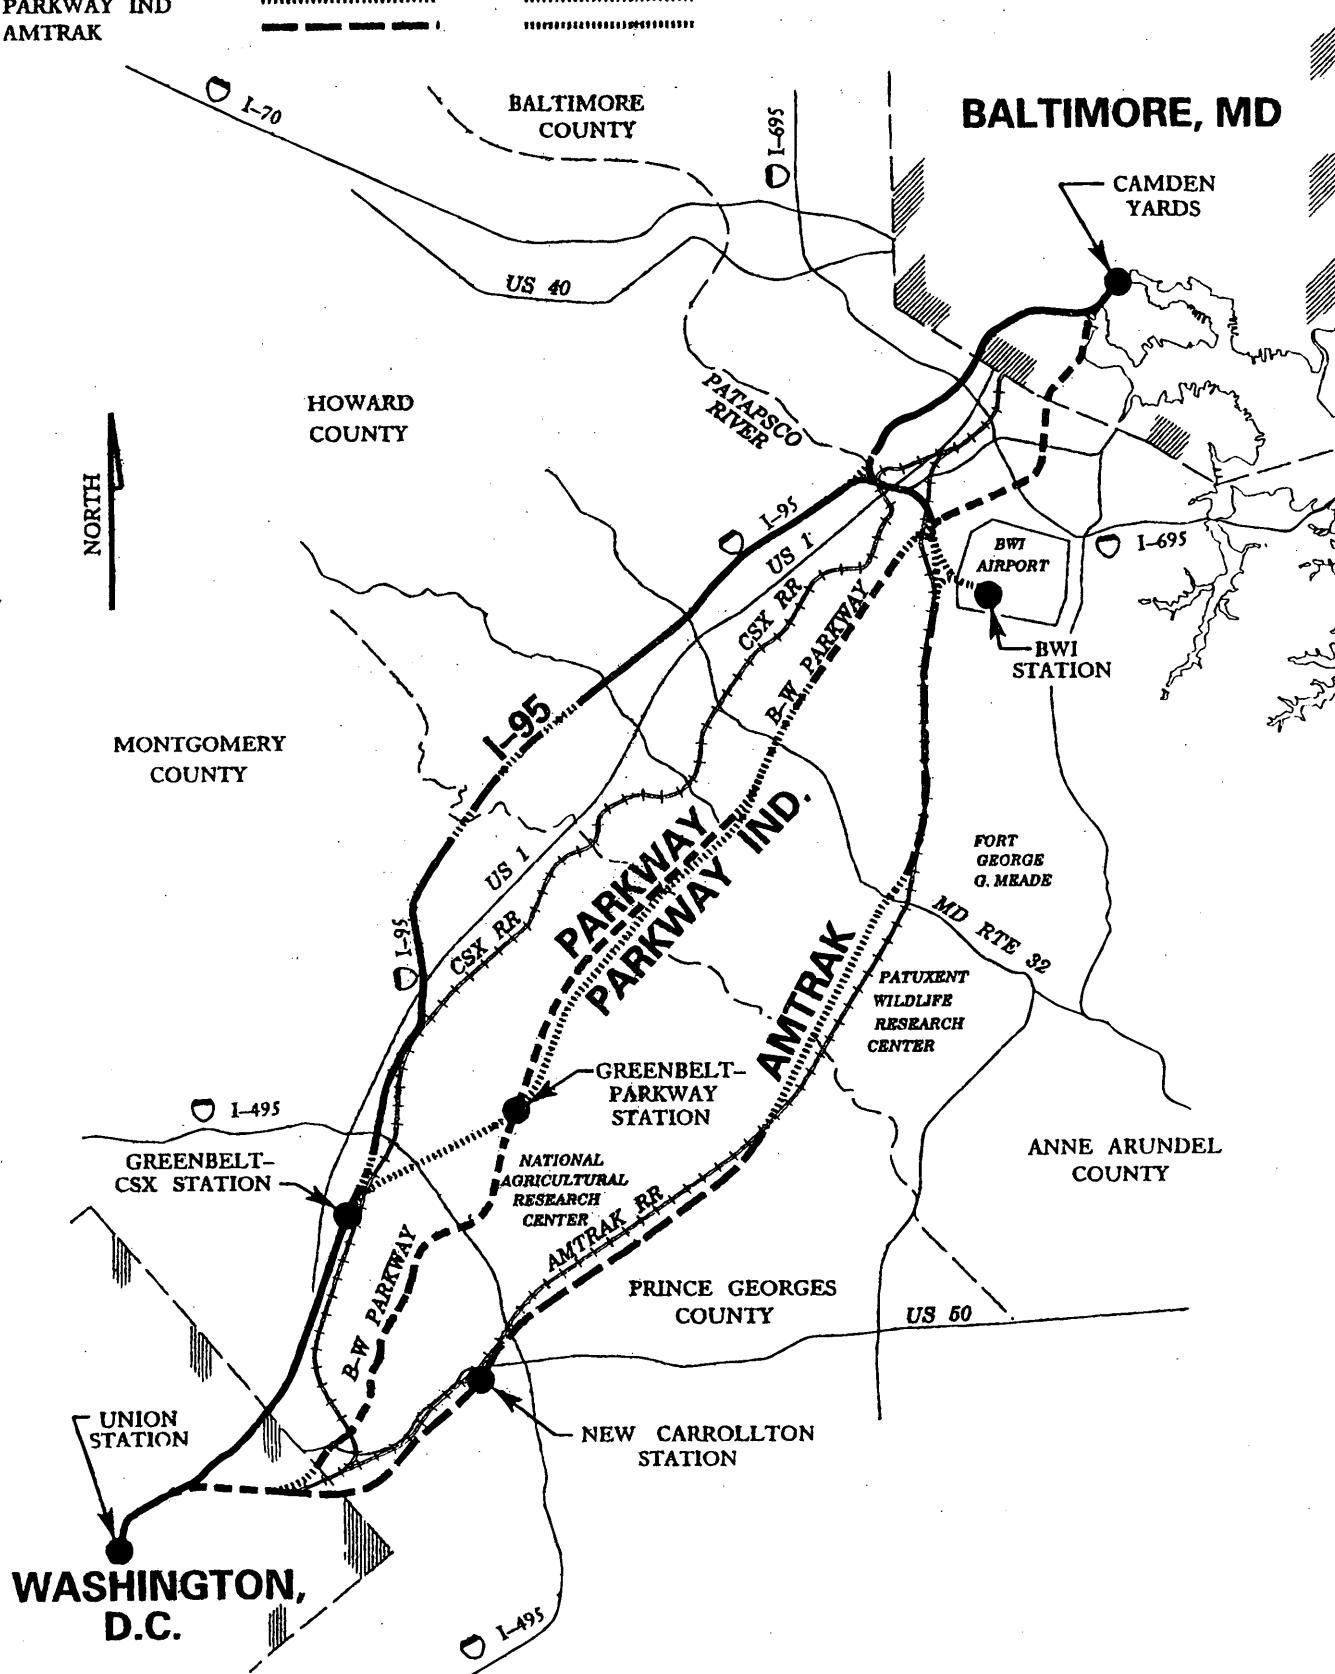 PARKWAY IND
AMTRAK
I-70
BALTIMORE
COUNTY
I-695
BALTIMORE, MD
CAMDEN
YARDS
US 40
HOWARD
COUNTY
PATAPSCO
RIVER
NORTH
I-95
US 1
CSX RR
B-W PARKWAY
BWI
AIRPORT
I-695
BWI
STATION
I-95
MONTGOMERY
COUNTY
US 1
CSX RR
I-95
PARKWAY
PARKWAY IND.
FORT
GEORGE
G. MEADE
MD RTE 32
AMTRAK
PATUXENT
WILDLIFE
RESEARCH
CENTER
GREENBELT-
PARKWAY
STATION
I-495
GREENBELT-
CSX STATION
NATIONAL
AGRICULTURAL
RESEARCH
CENTER
AMTRAK RR
ANNE ARUNDEL
COUNTY
B-W PARKWAY
PRINCE GEORGES
COUNTY
US 50
UNION
STATION
NEW CARROLLTON
STATION
WASHINGTON,
D.C.
I-495